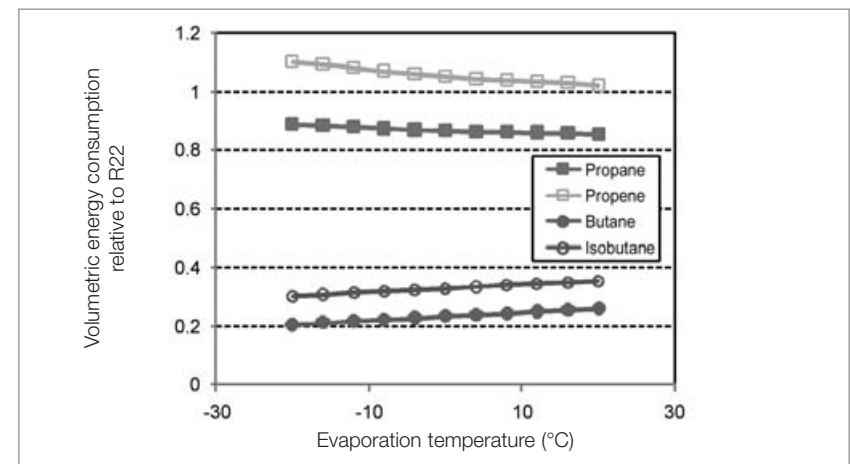 Volumetric energy consumption
relative to R22
1.2
1
0.8
0.6
0.4
0.2
0
Propane
Propene
Butane
Isobutane
-30
-10
10
30
Evaporation temperature (°C)